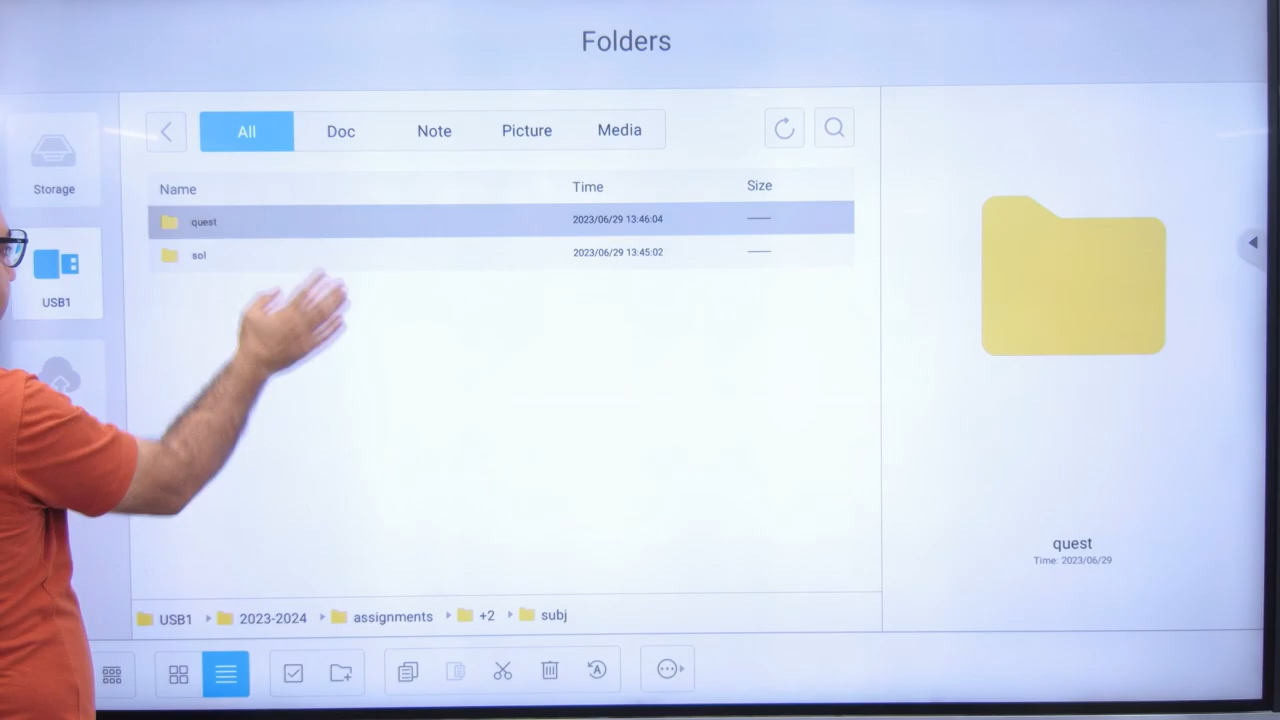 Folders
All Doc Note Picture Media
Storage
Name Time Size
quest 2023/06/29 13:46:04
sol 2023/06/29 13:45:02
USB1
quest
Time: 2023/06/29
USB1 2023-2024 assignments +2 subj